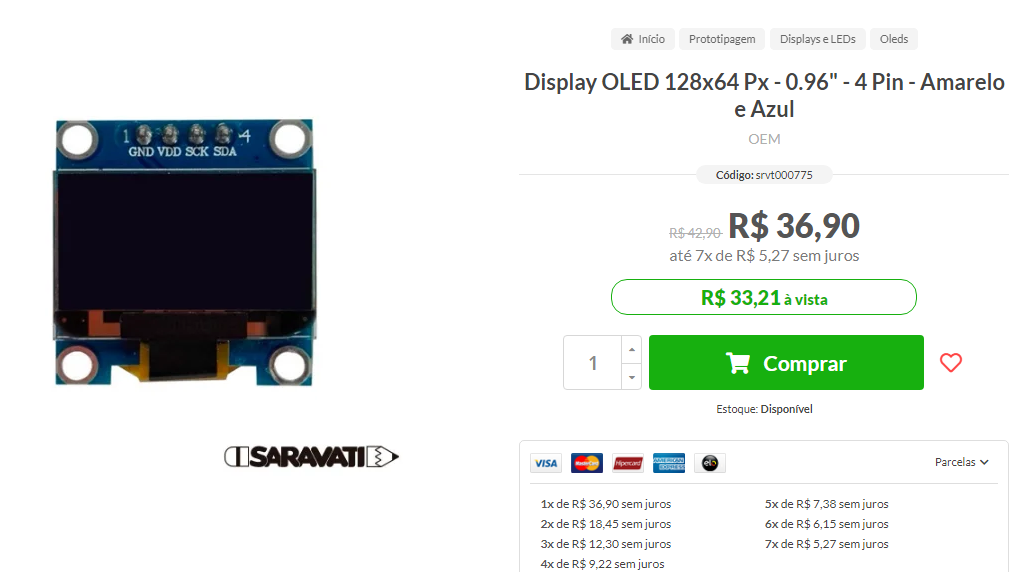 Início
Prototipagem
Displays e LEDs
Oleds
Display OLED 128x64 Px - 0.96" - 4 Pin - Amarelo
e Azul
OEM
Código: srvt000775
R$ 42,90 R$ 36,90
até 7x de R$ 5,27 sem juros
R$ 33,21 à vista
1
Comprar
Estoque: Disponível
1 4
GND VDD SCK SDA
SARAVATI
VISA
MasterCard
Hipercard
AMERICAN EXPRESS
elo
Parcelas
1x de R$ 36,90 sem juros
2x de R$ 18,45 sem juros
3x de R$ 12,30 sem juros
4x de R$ 9,22 sem juros
5x de R$ 7,38 sem juros
6x de R$ 6,15 sem juros
7x de R$ 5,27 sem juros